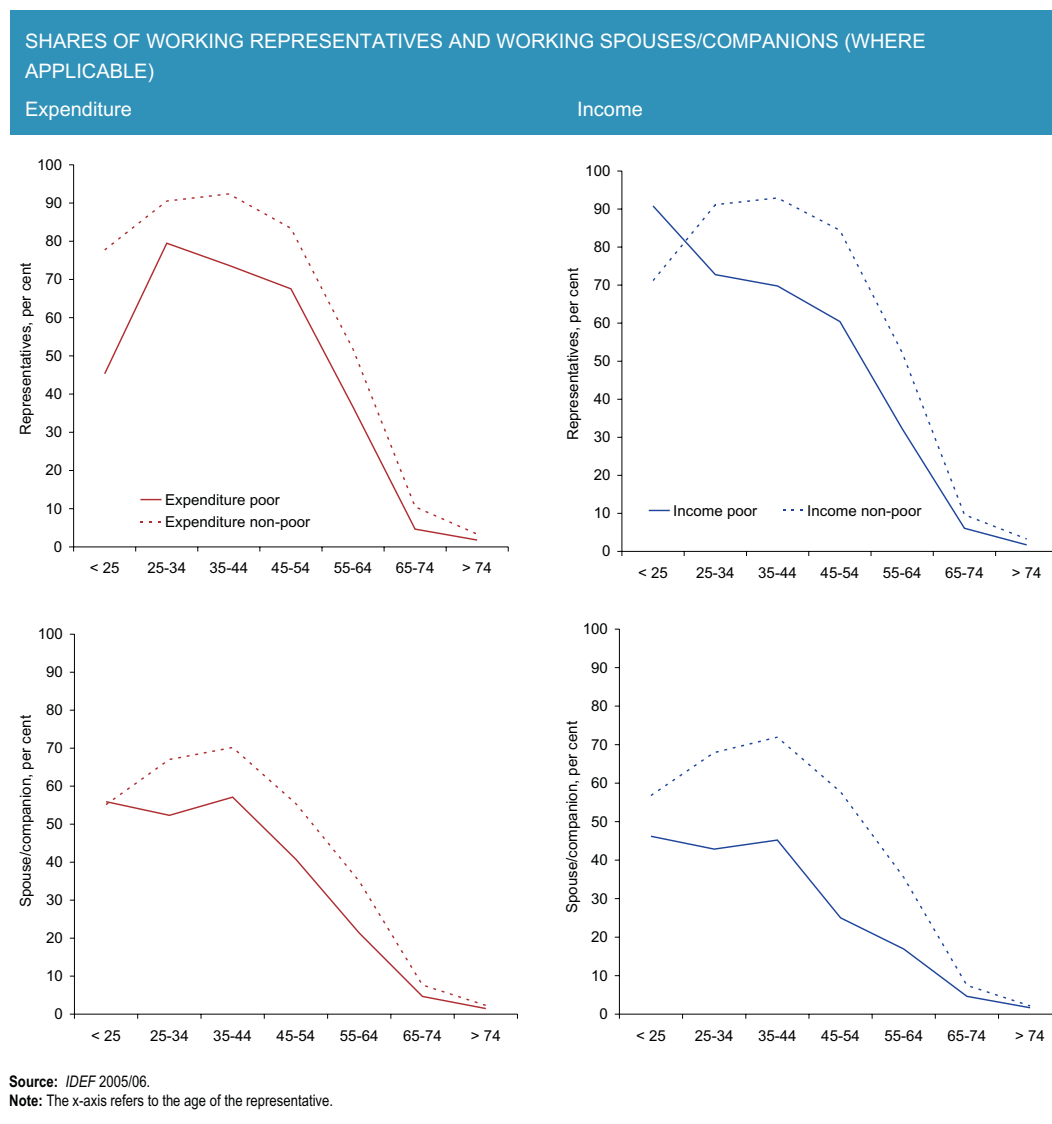 SHARES OF WORKING REPRESENTATIVES AND WORKING SPOUSES/COMPANIONS (WHERE
APPLICABLE)
Expenditure
Income
100
90
80
70
60
50
40
30
20
10
0
Representatives, per cent
Expenditure poor
Expenditure non-poor
< 25 25-34 35-44 45-54 55-64 65-74 > 74
100
90
80
70
60
50
40
30
20
10
0
Representatives, per cent
Income poor Income non-poor
< 25 25-34 35-44 45-54 55-64 65-74 > 74
100
90
80
70
60
50
40
30
20
10
0
Spouse/companion, per cent
< 25 25-34 35-44 45-54 55-64 65-74 > 74
100
90
80
70
60
50
40
30
20
10
0
Spouse/companion, per cent
< 25 25-34 35-44 45-54 55-64 65-74 > 74
Source: IDEF 2005/06.
Note: The x-axis refers to the age of the representative.